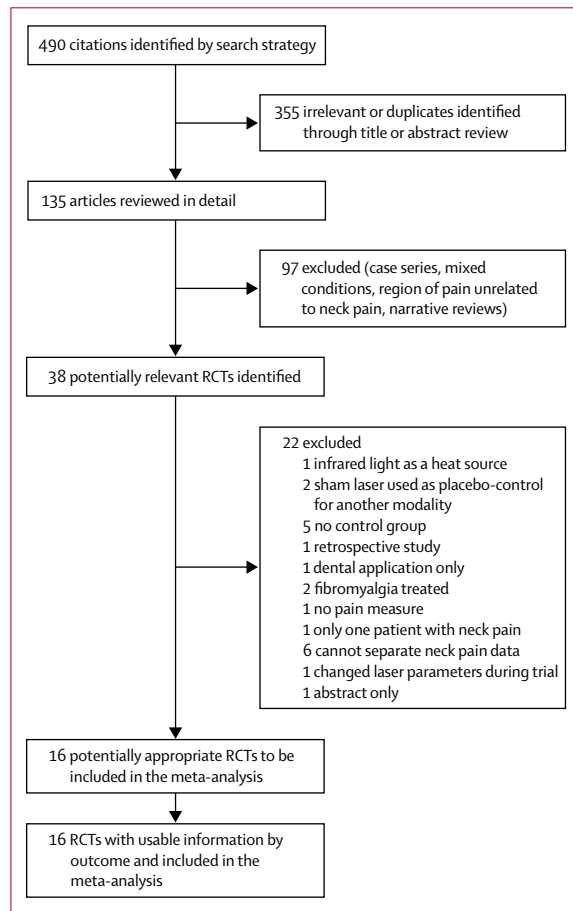 490 citations identified by search strategy
355 irrelevant or duplicates identified
through title or abstract review
135 articles reviewed in detail
97 excluded (case series, mixed
conditions, region of pain unrelated
to neck pain, narrative reviews)
38 potentially relevant RCTs identified
22 excluded
1 infrared light as a heat source
2 sham laser used as placebo-control
for another modality
5 no control group
1 retrospective study
1 dental application only
2 fibromyalgia treated
1 no pain measure
1 only one patient with neck pain
6 cannot separate neck pain data
1 changed laser parameters during trial
1 abstract only
16 potentially appropriate RCTs to be
included in the meta-analysis
16 RCTs with usable information by
outcome and included in the
meta-analysis